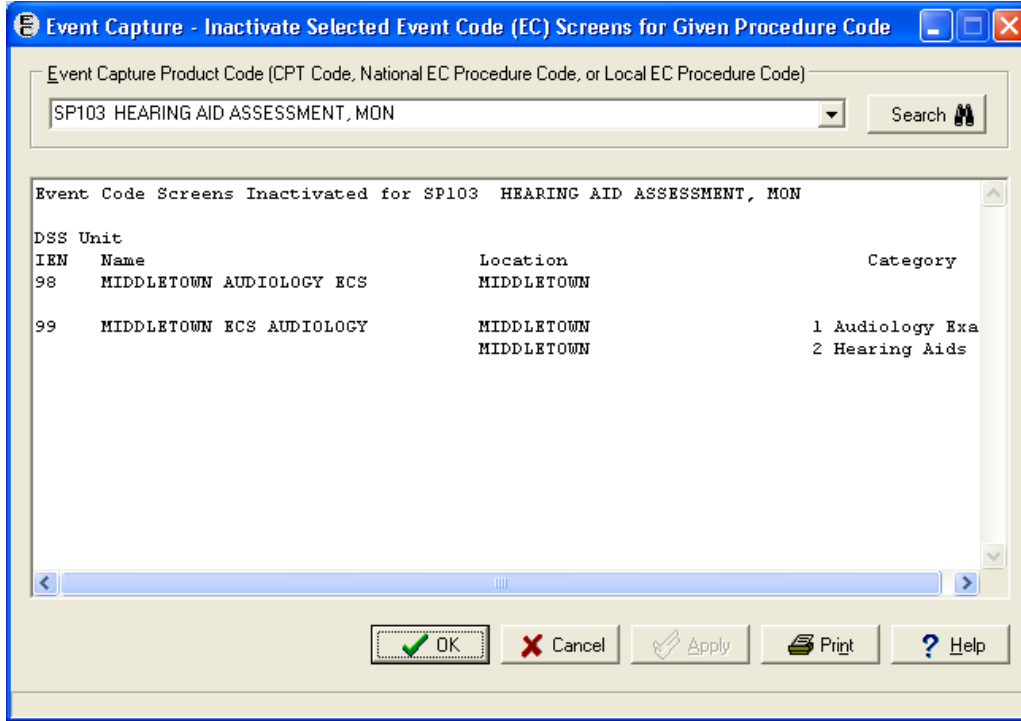 Event Capture - Inactivate Selected Event Code (EC) Screens for Given Procedure Code
Event Capture Product Code (CPT Code, National EC Procedure Code, or Local EC Procedure Code)
SP103 HEARING AID ASSESSMENT, MON
Search
Event Code Screens Inactivated for SP103 HEARING AID ASSESSMENT, MON
DSS Unit
IEN Name Location Category
98 MIDDLETOWN AUDIOLOGY ECS MIDDLETOWN
99 MIDDLETOWN ECS AUDIOLOGY MIDDLETOWN 1 Audiology Exa
MIDDLETOWN 2 Hearing Aids
OK Cancel Apply Print Help